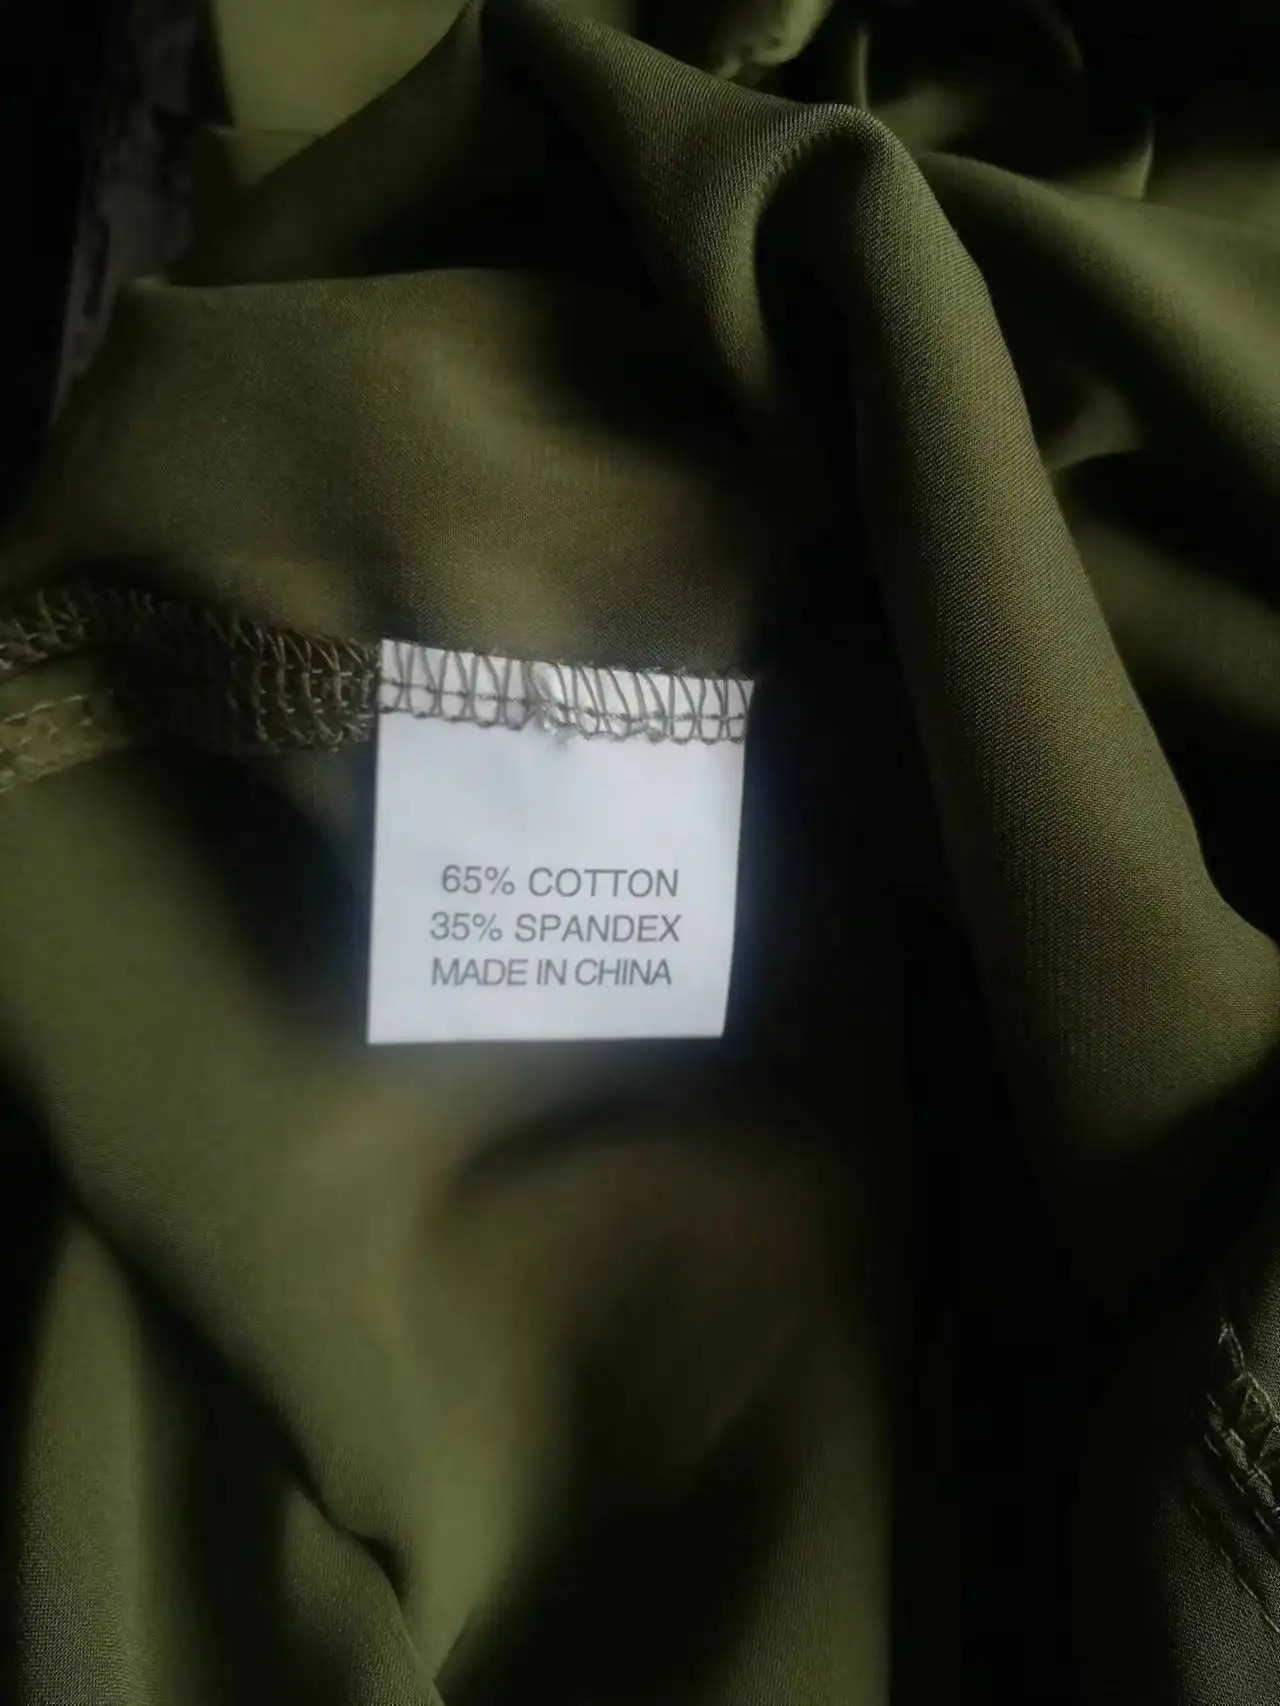 65% COTTON
35% SPANDEX
MADE IN CHINA